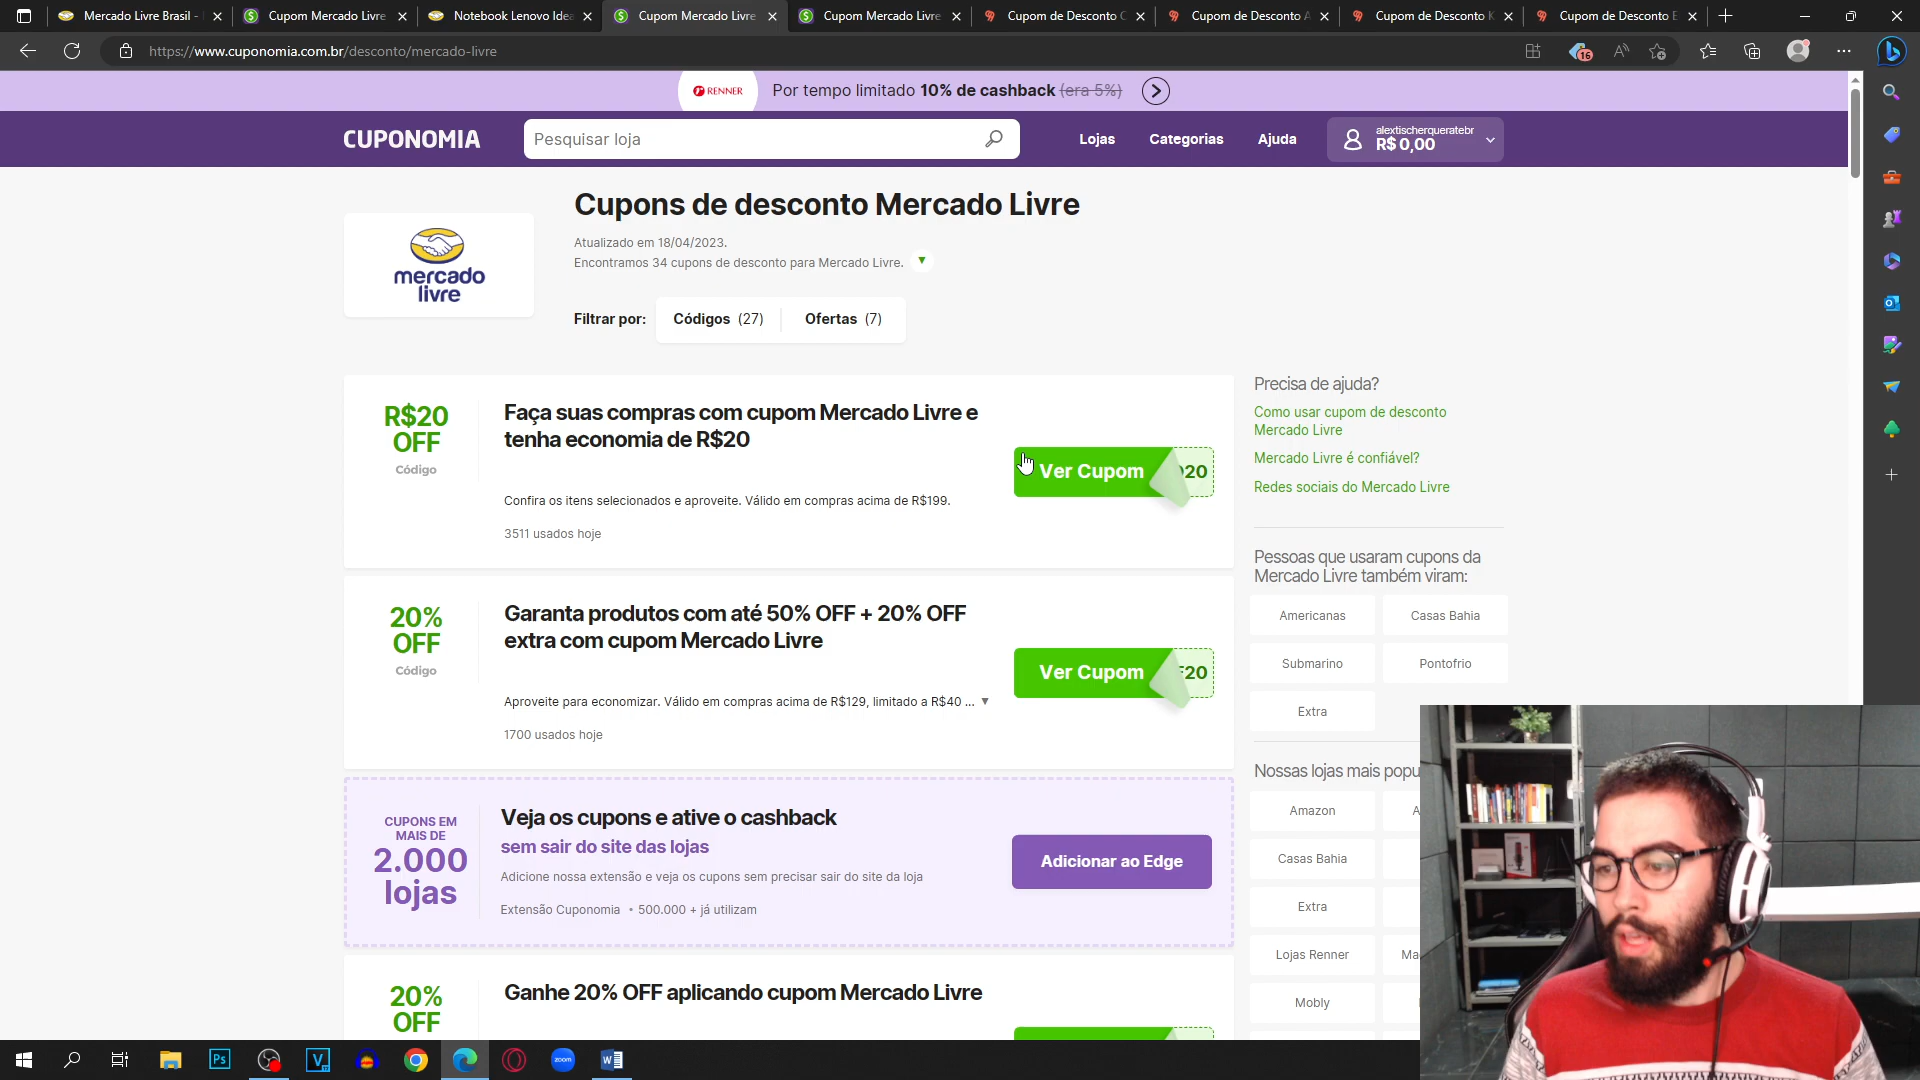 Mercado Livre Brasil -
Cupom Mercado Livre
Notebook Lenovo Idea
Cupom Mercado Livre
Cupom Mercado Livre
Cupom de Desconto C
Cupom de Desconto A
Cupom de Desconto K
Cupom de Desconto E
https://www.cuponomia.com.br/desconto/mercado-livre
16
RENNER
Por tempo limitado 10% de cashback (era 5%)
CUPONOMIA
Pesquisar loja
Lojas
Categorias
Ajuda
alextischerqueratebr
R$ 0,00
mercado
livre
Cupons de desconto Mercado Livre
Atualizado em 18/04/2023.
Encontramos 34 cupons de desconto para Mercado Livre.
Filtrar por:
Códigos (27)
Ofertas (7)
R$20
OFF
Código
Faça suas compras com cupom Mercado Livre e
tenha economia de R$20
Confira os itens selecionados e aproveite. Válido em compras acima de R$199.
3511 usados hoje
Ver Cupom
20
20%
OFF
Código
Garanta produtos com até 50% OFF + 20% OFF
extra com cupom Mercado Livre
Aproveite para economizar. Válido em compras acima de R$129, limitado a R$40 ...
1700 usados hoje
Ver Cupom
20
CUPONS EM
MAIS DE
2.000
lojas
Veja os cupons e ative o cashback
sem sair do site das lojas
Adicione nossa extensão e veja os cupons sem precisar sair do site da loja
Extensão Cuponomia • 500.000 + já utilizam
Adicionar ao Edge
20%
OFF
Ganhe 20% OFF aplicando cupom Mercado Livre
Precisa de ajuda?
Como usar cupom de desconto
Mercado Livre
Mercado Livre é confiável?
Redes sociais do Mercado Livre
Pessoas que usaram cupons da
Mercado Livre também viram:
Americanas
Casas Bahia
Submarino
Pontofrio
Extra
Nossas lojas mais popu
Amazon
A
Casas Bahia
Extra
Lojas Renner
Ma
Mobly
Ps
V
zoom